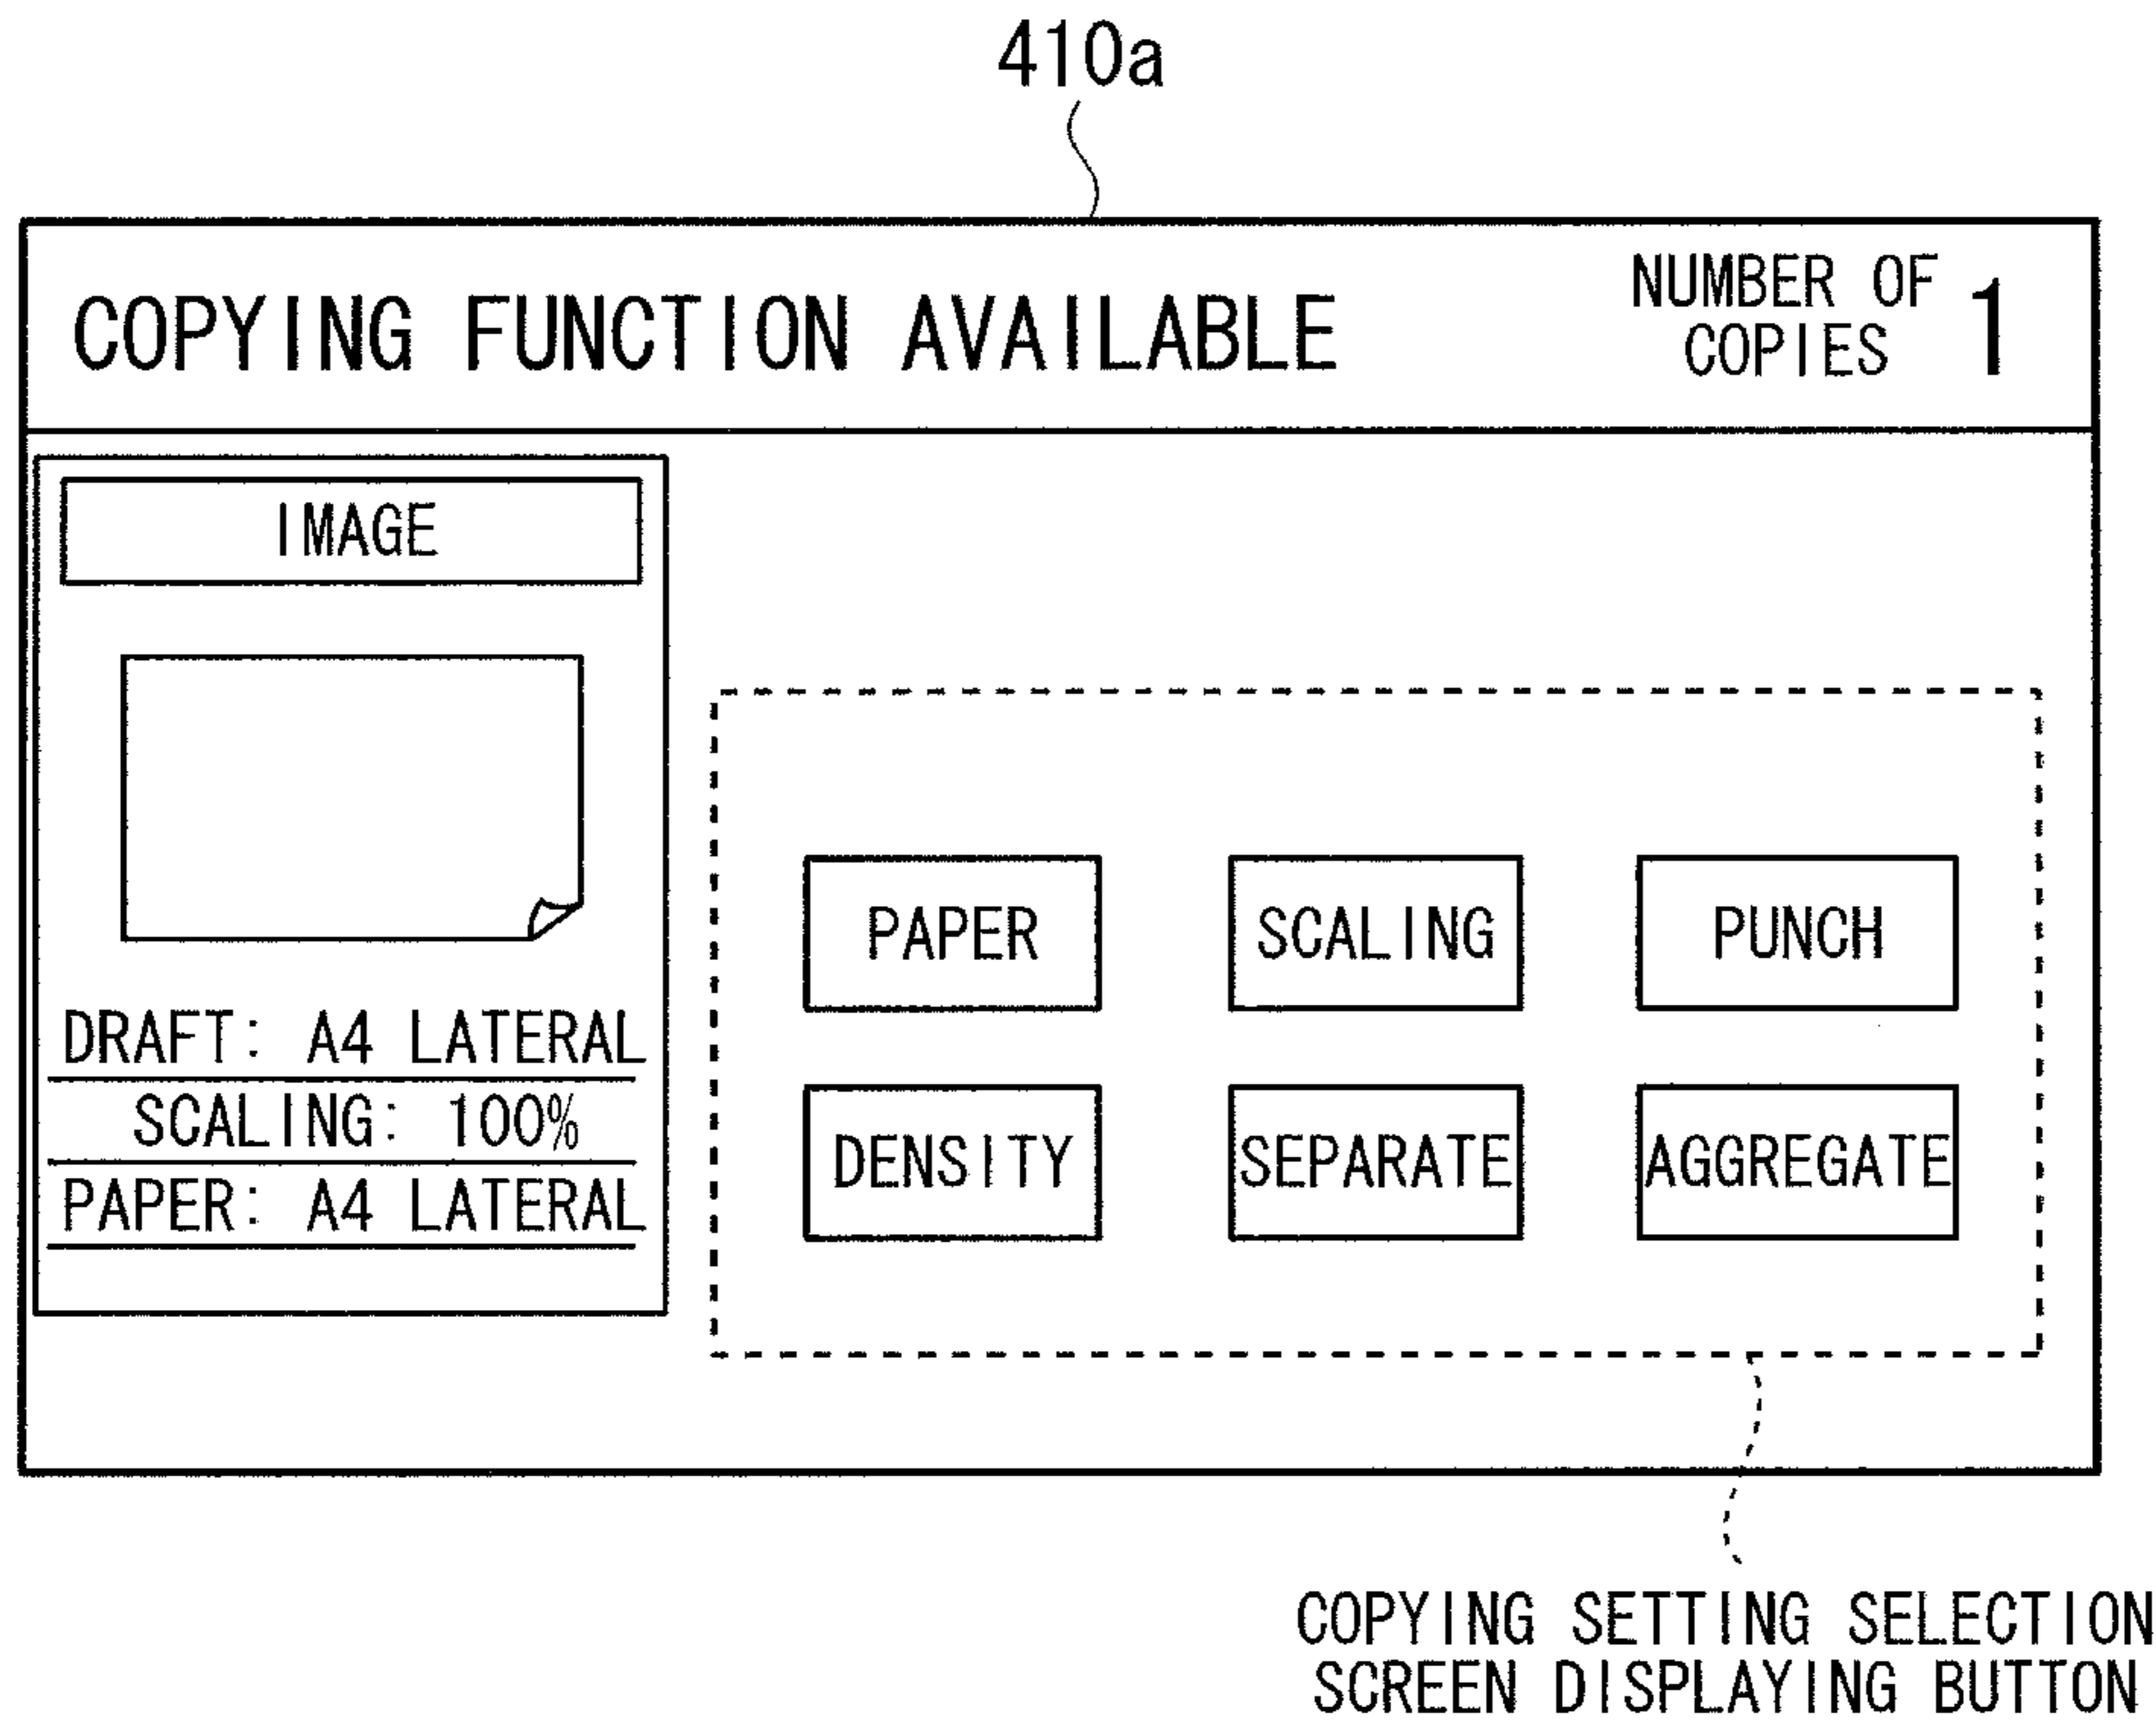 410a
COPYING FUNCTION AVAILABLE
NUMBER OF
COPIES
1
IMAGE
DRAFT: A4 LATERAL
SCALING: 100%
PAPER: A4 LATERAL
PAPER
SCALING
PUNCH
DENSITY
SEPARATE
AGGREGATE
COPYING SETTING SELECTION
SCREEN DISPLAYING BUTTON